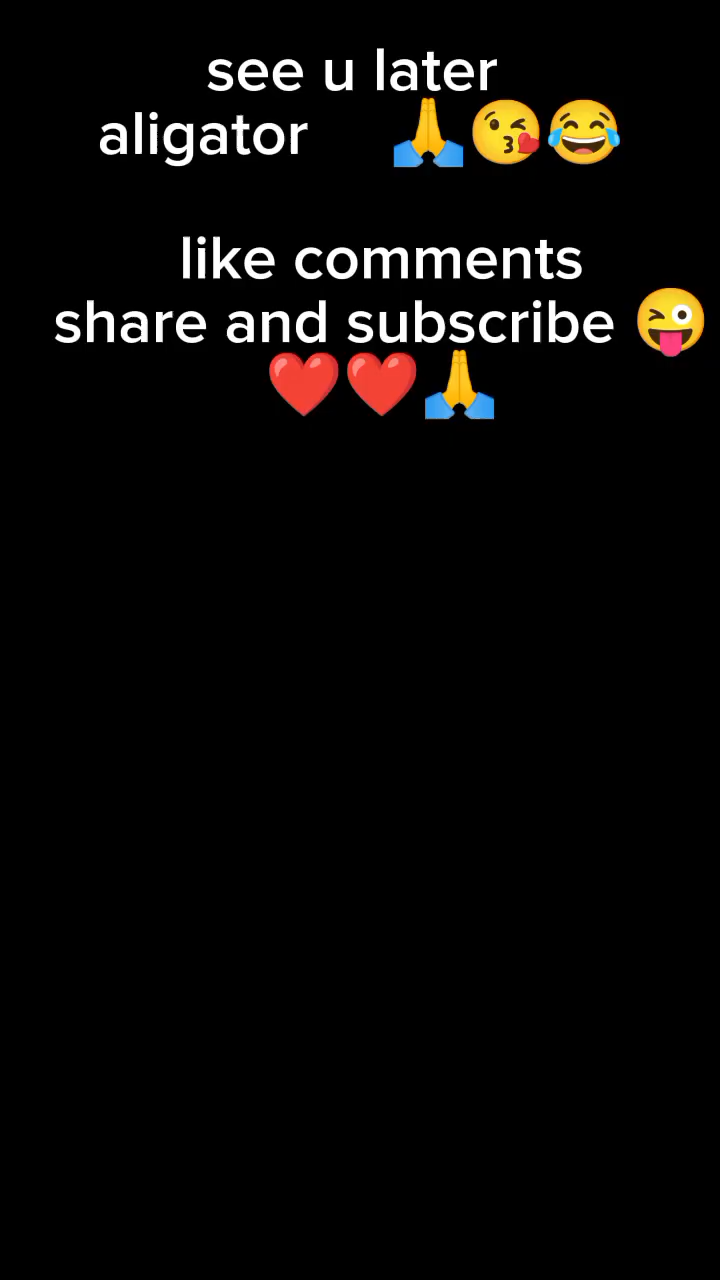 see u later
aligator 🙏😘😂
like comments
share and subscribe 😜
❤️❤️🙏